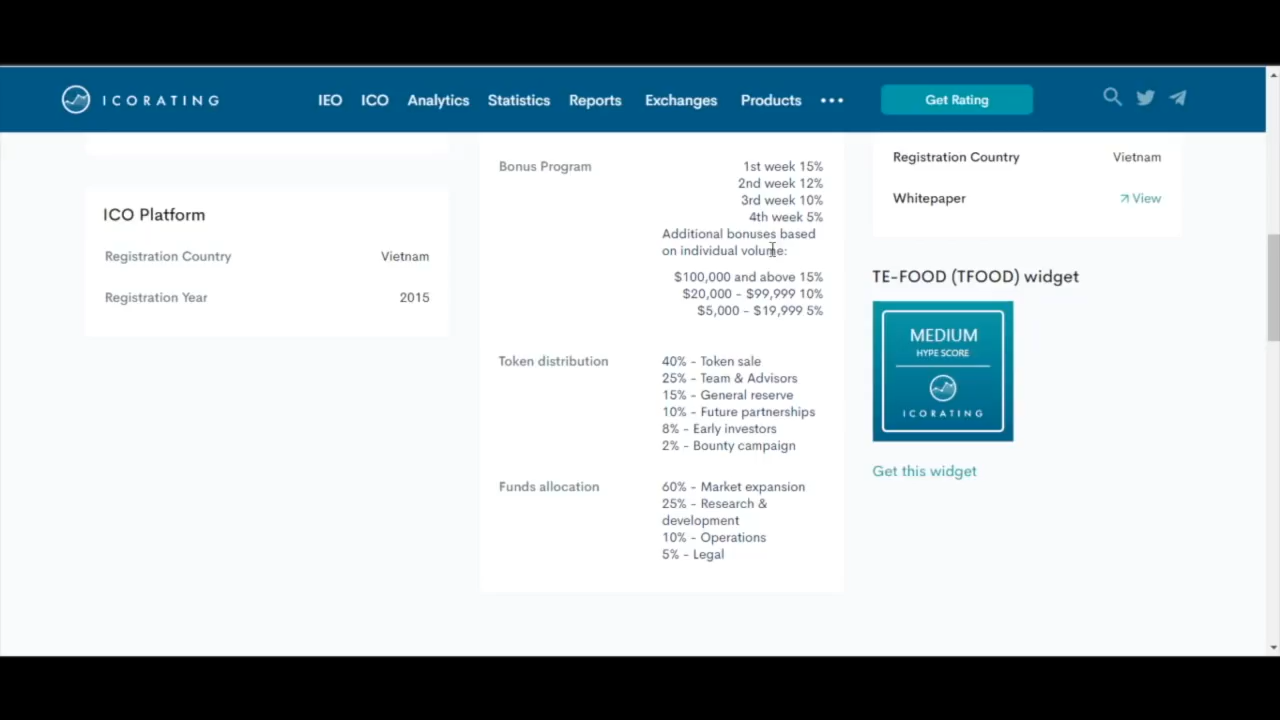 ICORATING
IEO ICO Analytics Statistics Reports Exchanges Products ••• Get Rating
ICO Platform
Registration Country Vietnam
Registration Year 2015
Bonus Program 1st week 15%
2nd week 12%
3rd week 10%
4th week 5%
Additional bonuses based
on individual volume:
$100,000 and above 15%
$20,000 - $99,999 10%
$5,000 - $19,999 5%
Token distribution 40% - Token sale
25% - Team & Advisors
15% - General reserve
10% - Future partnerships
8% - Early investors
2% - Bounty campaign
Funds allocation 60% - Market expansion
25% - Research &
development
10% - Operations
5% - Legal
Registration Country Vietnam
Whitepaper View
TE-FOOD (TFOOD) widget
MEDIUM
HYPE SCORE
ICORATING
Get this widget